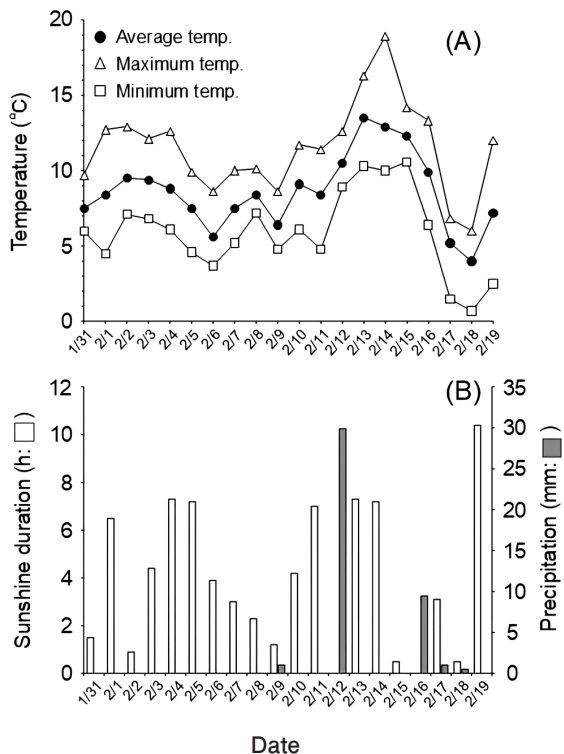 20
15
10
5
0
Temperature (°C)
Average temp.
Maximum temp.
Minimum temp.
(A)
1/31 2/1 2/2 2/3 2/4 2/5 2/6 2/7 2/8 2/9 2/10 2/11 2/12 2/13 2/14 2/15 2/16 2/17 2/18 2/19
12
10
8
6
4
2
0
Sunshine duration (h: )
(B)
35
30
25
20
15
10
5
0
Precipitation (mm: )
1/31 2/1 2/2 2/3 2/4 2/5 2/6 2/7 2/8 2/9 2/10 2/11 2/12 2/13 2/14 2/15 2/16 2/17 2/18 2/19
Date